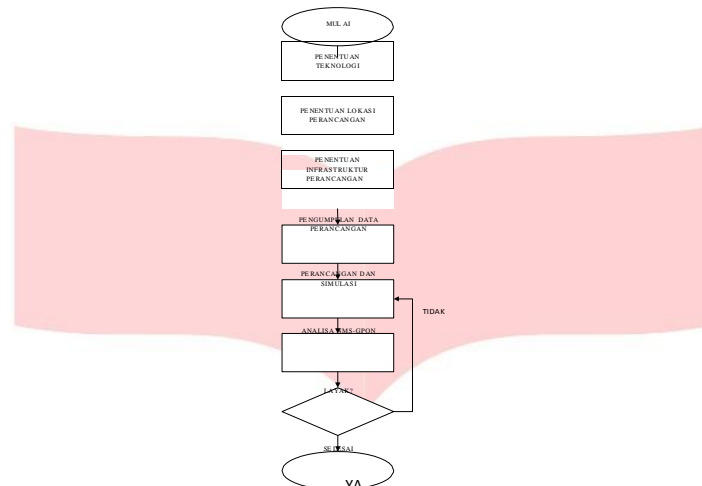 MULAI
PENENTUAN
TEKNOLOGI
PENENTUAN LOKASI
PERANCANGAN
PENENTUAN
INFRASTRUKTUR
PERANCANGAN
PENGUMPULAN DATA
PERANCANGAN
PERANCANGAN DAN
SIMULASI
TIDAK
LAYAK?
SELESAI
YA